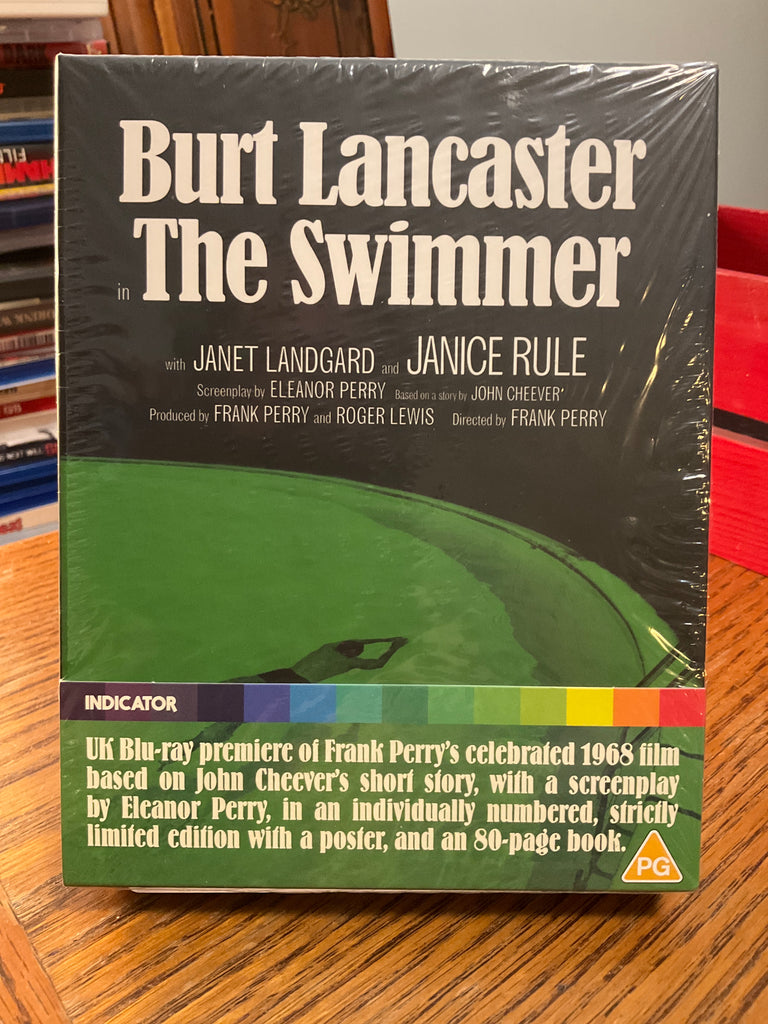 Burt Lancaster
in The Swimmer
with JANET LANDGARD and JANICE RULE
Screenplay by ELEANOR PERRY Based on a story by JOHN CHEEVER
Produced by FRANK PERRY and ROGER LEWIS Directed by FRANK PERRY
INDICATOR
UK Blu-ray premiere of Frank Perry's celebrated 1968 film
based on John Cheever's short story, with a screenplay
by Eleanor Perry, in an individually numbered, strictly
limited edition with a poster, and an 80-page book.
PG